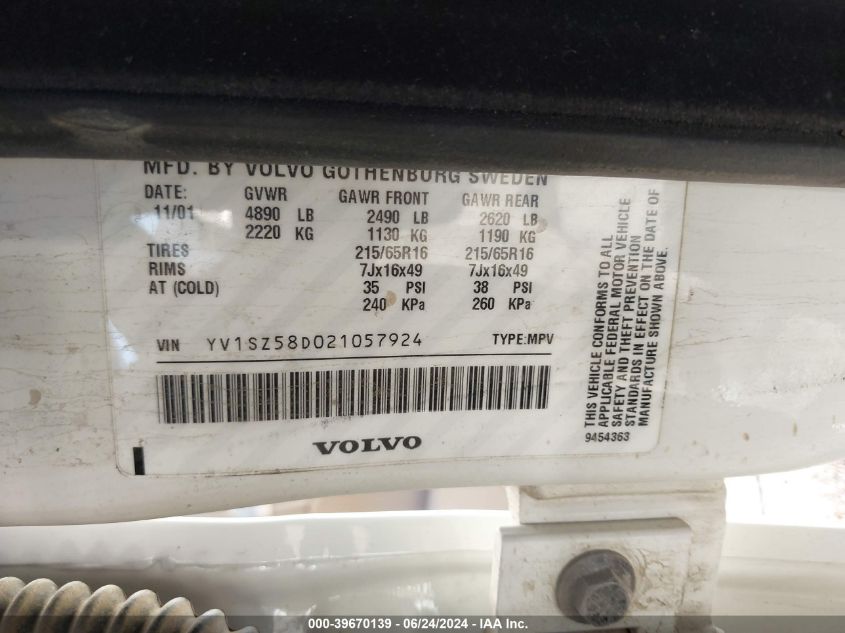 MFD. BY VOLVO GOTHENBURG SWEDEN
DATE: GVWR GAWR FRONT GAWR REAR
11/01 4890 LB 2490 LB 2620 LB
2220 KG 1130 KG 1190 KG
TIRES 215/65R16 215/65R16
RIMS 7Jx16x49 7Jx16x49
AT (COLD) 35 PSI 38 PSI
240 KPa 260 KPa
VIN YV1SZ58D021057924 TYPE:MPV
VOLVO
THIS VEHICLE CONFORMS TO ALL
APPLICABLE FEDERAL MOTOR VEHICLE
SAFETY AND THEFT PREVENTION
STANDARDS IN EFFECT ON THE DATE OF
MANUFACTURE SHOWN ABOVE.
9454363
000-39670139 - 06/24/2024 - IAA Inc.